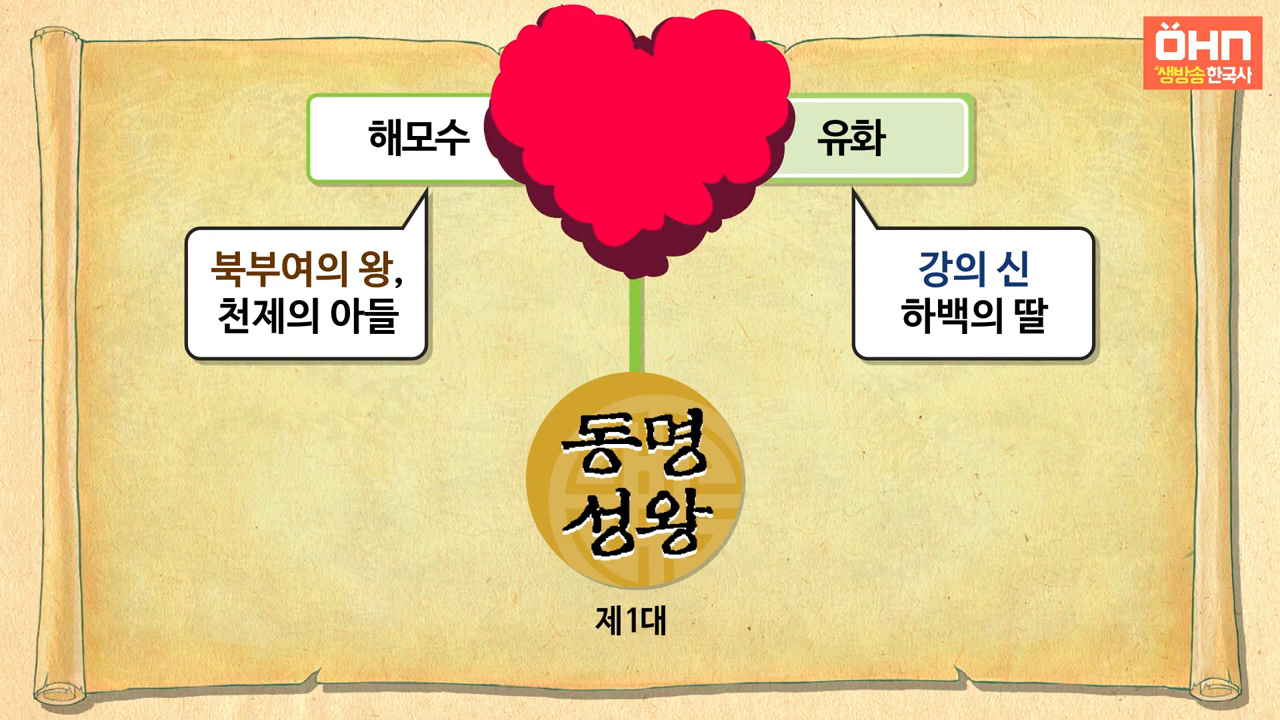 ÖHN
“생방송한국사
해모수
유화
북부여의 왕,
천제의 아들
강의 신
하백의 딸
동명
성왕
제1대